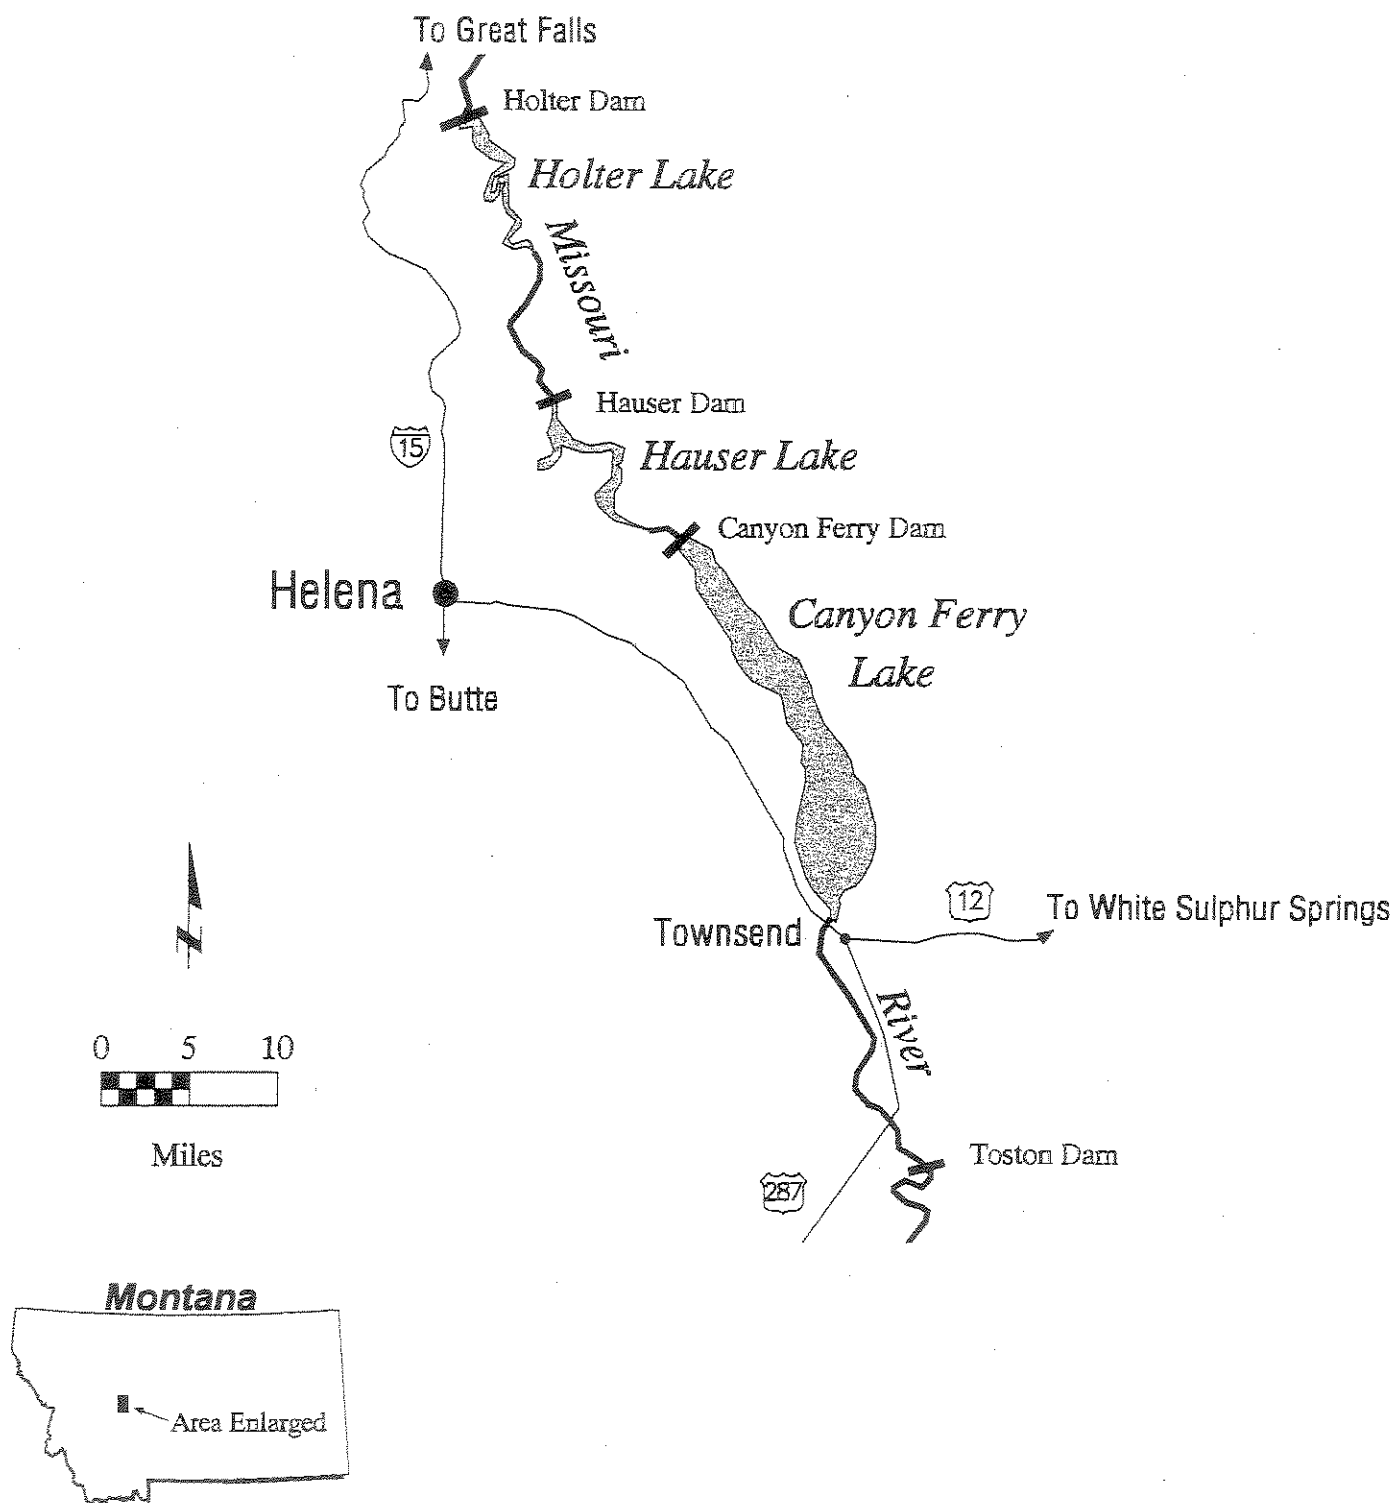 To Great Falls
Holter Dam
Holter Lake
Missouri
Hauser Dam
15
Hauser Lake
Canyon Ferry Dam
Helena
Canyon Ferry
Lake
To Butte
12
To White Sulphur Springs
Townsend
River
0 5 10
Miles
Toston Dam
287
Montana
Area Enlarged
N